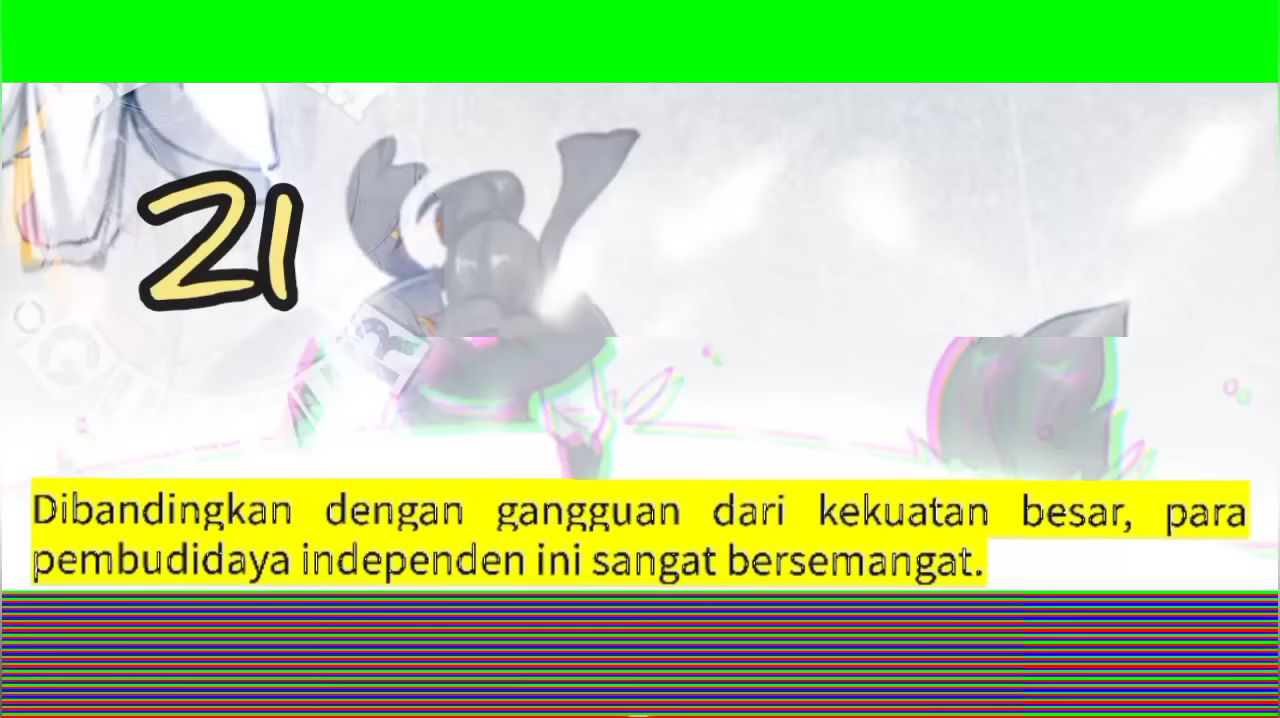 21
Dibandingkan dengan gangguan dari kekuatan besar, para
pembudidaya independen ini sangat bersemangat.